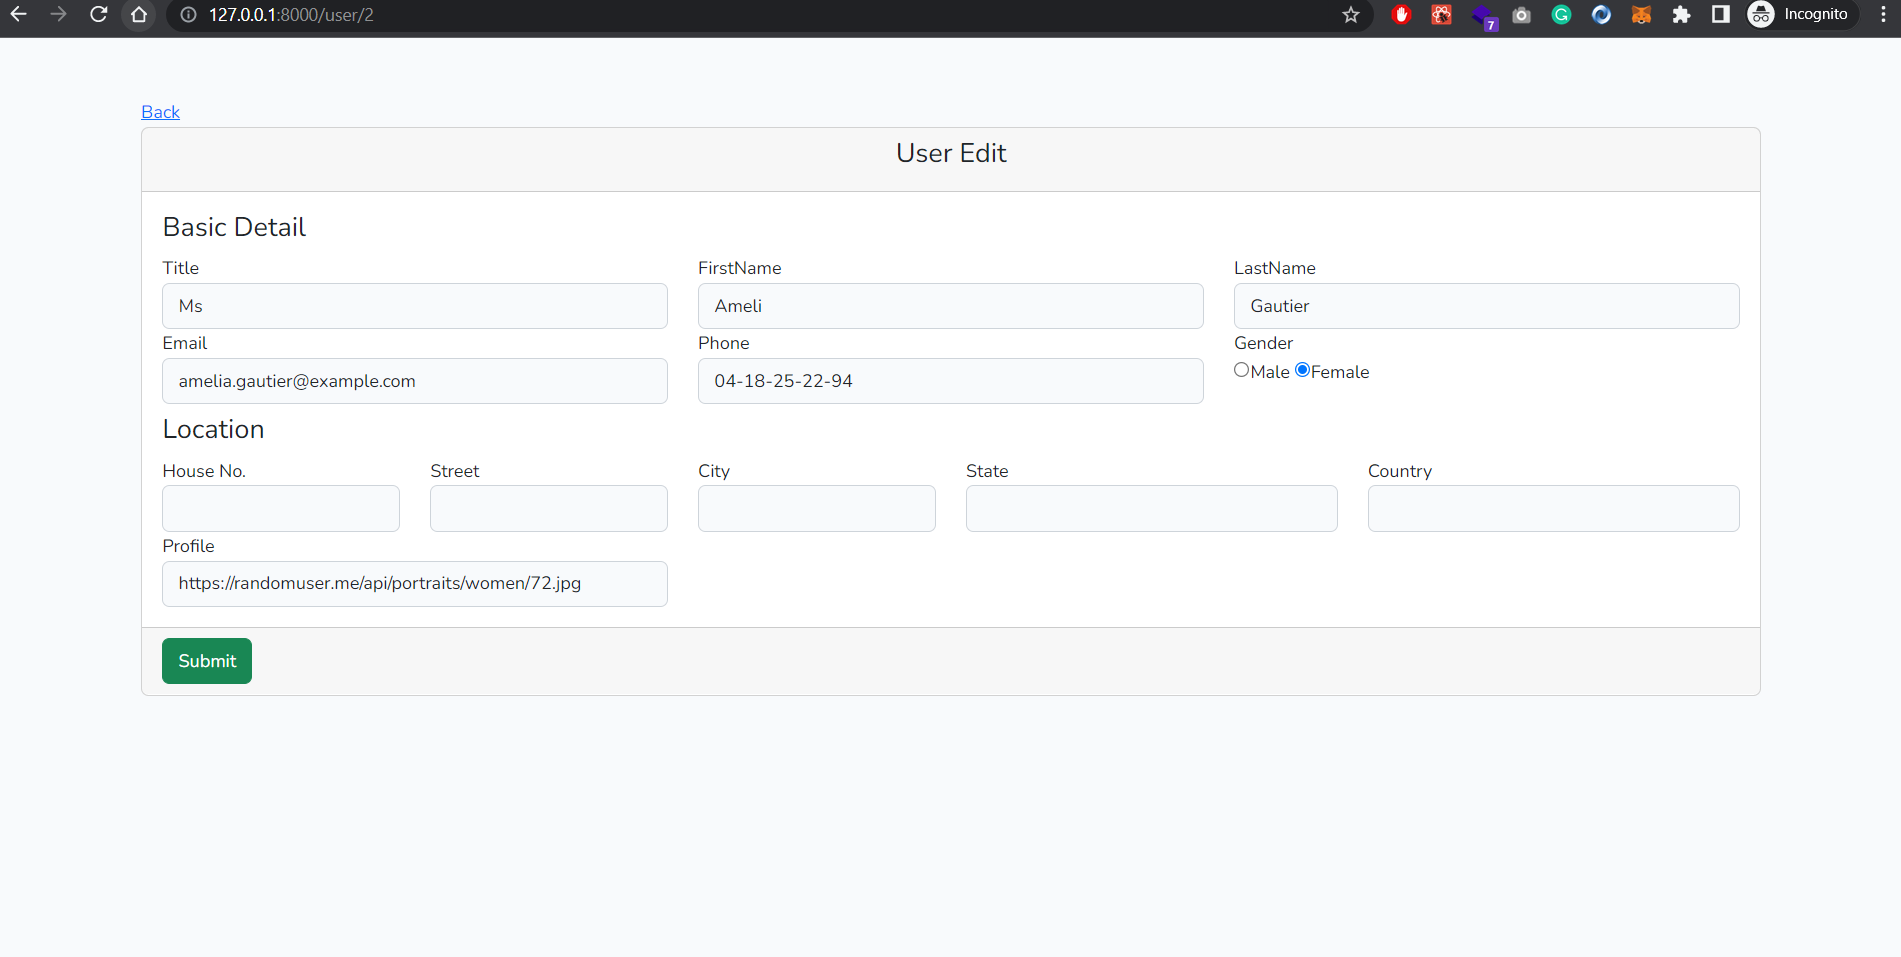 127.0.0.1:8000/user/2
7
Incognito
Back
User Edit
Basic Detail
Title FirstName LastName
Ms Ameli Gautier
Email Phone Gender
amelia.gautier@example.com 04-18-25-22-94 Male Female
Location
House No. Street City State Country
Profile
https://randomuser.me/api/portraits/women/72.jpg
Submit